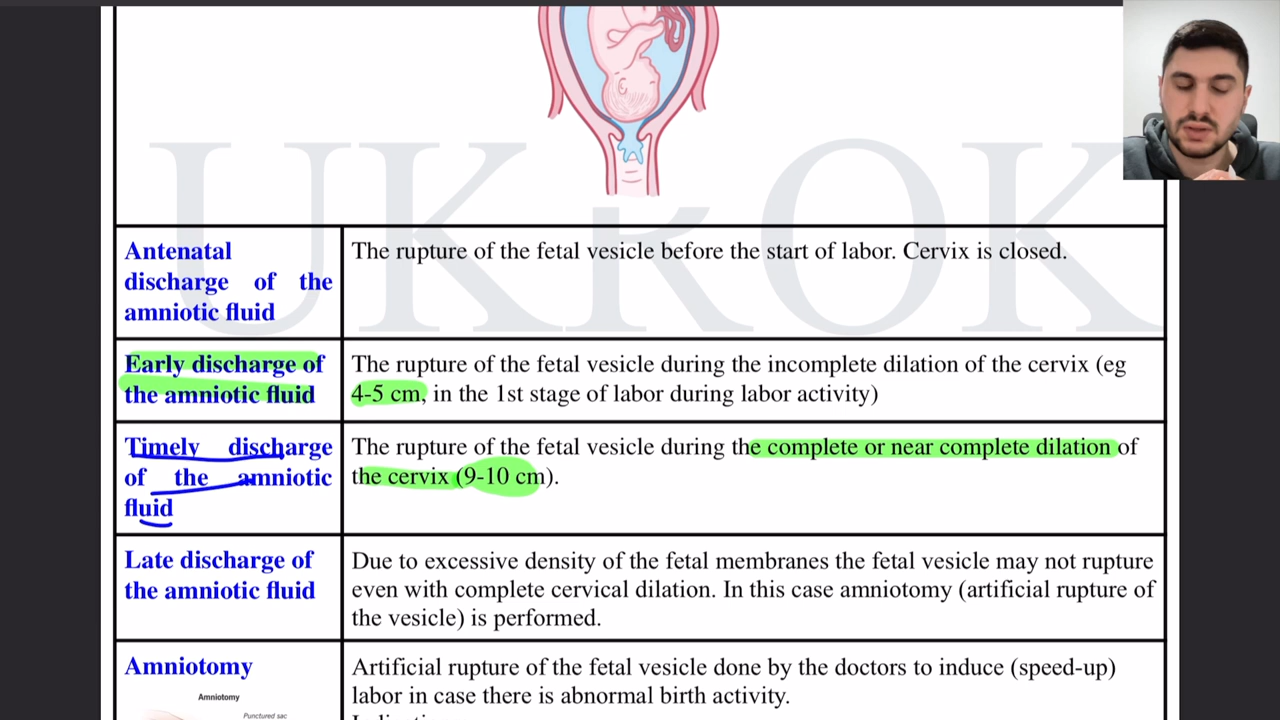 UKROK
Antenatal
discharge of the
amniotic fluid
The rupture of the fetal vesicle before the start of labor. Cervix is closed.
Early discharge of
the amniotic fluid
The rupture of the fetal vesicle during the incomplete dilation of the cervix (eg
4-5 cm, in the 1st stage of labor during labor activity)
Timely discharge
of the amniotic
fluid
The rupture of the fetal vesicle during the complete or near complete dilation of
the cervix (9-10 cm).
Late discharge of
the amniotic fluid
Due to excessive density of the fetal membranes the fetal vesicle may not rupture
even with complete cervical dilation. In this case amniotomy (artificial rupture of
the vesicle) is performed.
Amniotomy
Amniotomy
Punctured sac
Artificial rupture of the fetal vesicle done by the doctors to induce (speed-up)
labor in case there is abnormal birth activity.